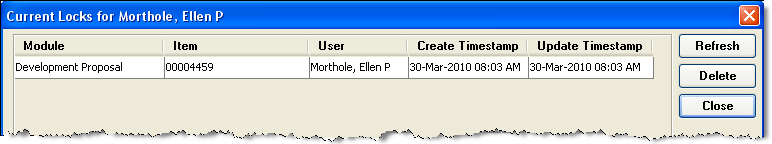 Current Locks for Morthole, Ellen P
Module Item User Create Timestamp Update Timestamp
Development Proposal 00004459 Morthole, Ellen P 30-Mar-2010 08:03 AM 30-Mar-2010 08:03 AM
Refresh
Delete
Close